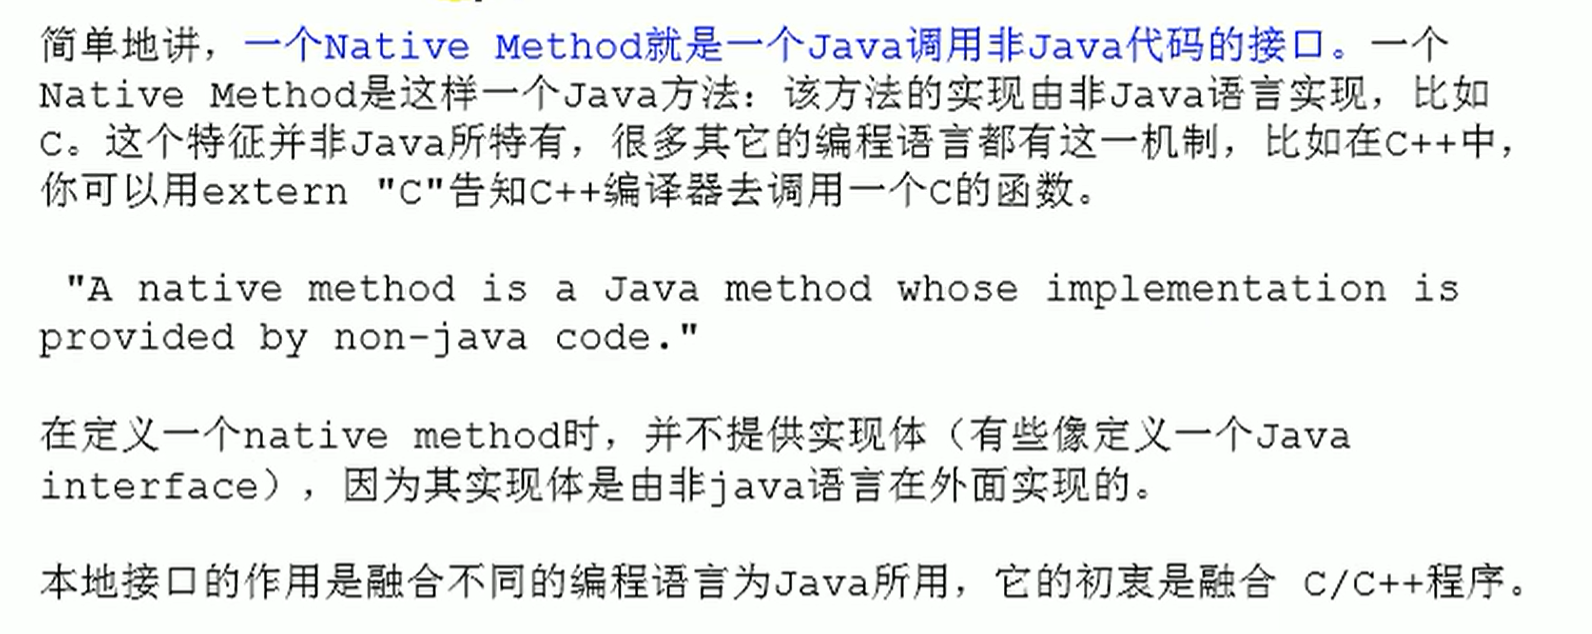 简单地讲，一个Native Method就是一个Java调用非Java代码的接口。一个
Native Method是这样一个Java方法：该方法的实现由非Java语言实现，比如
C。这个特征并非Java所特有，很多其它的编程语言都有这一机制，比如在C++中，
你可以用extern "C"告知C++编译器去调用一个C的函数。
"A native method is a Java method whose implementation is
provided by non-java code."
在定义一个native method时，并不提供实现体（有些像定义一个Java
interface），因为其实现体是由非java语言在外面实现的。
本地接口的作用是融合不同的编程语言为Java所用，它的初衷是融合 C/C++程序。